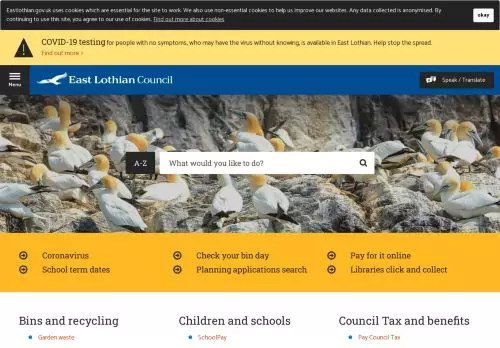 Eastlothian.gov.uk uses cookies which are essential for the site to work. We also use non-essential cookies to help us improve our websites. Any data collected is anonymised. By
continuing to use this site, you agree to our use of cookies. Find out more about cookies
okay
COVID-19 testing for people with no symptoms, who may have the virus without knowing, is available in East Lothian. Help stop the spread.
Find out more ›
Menu
East Lothian Council
Speak / Translate
A-Z
What would you like to do?
Coronavirus
Check your bin day
Pay for it online
School term dates
Planning applications search
Libraries click and collect
Bins and recycling
Children and schools
Council Tax and benefits
Garden waste
SchoolPay
Pay Council Tax